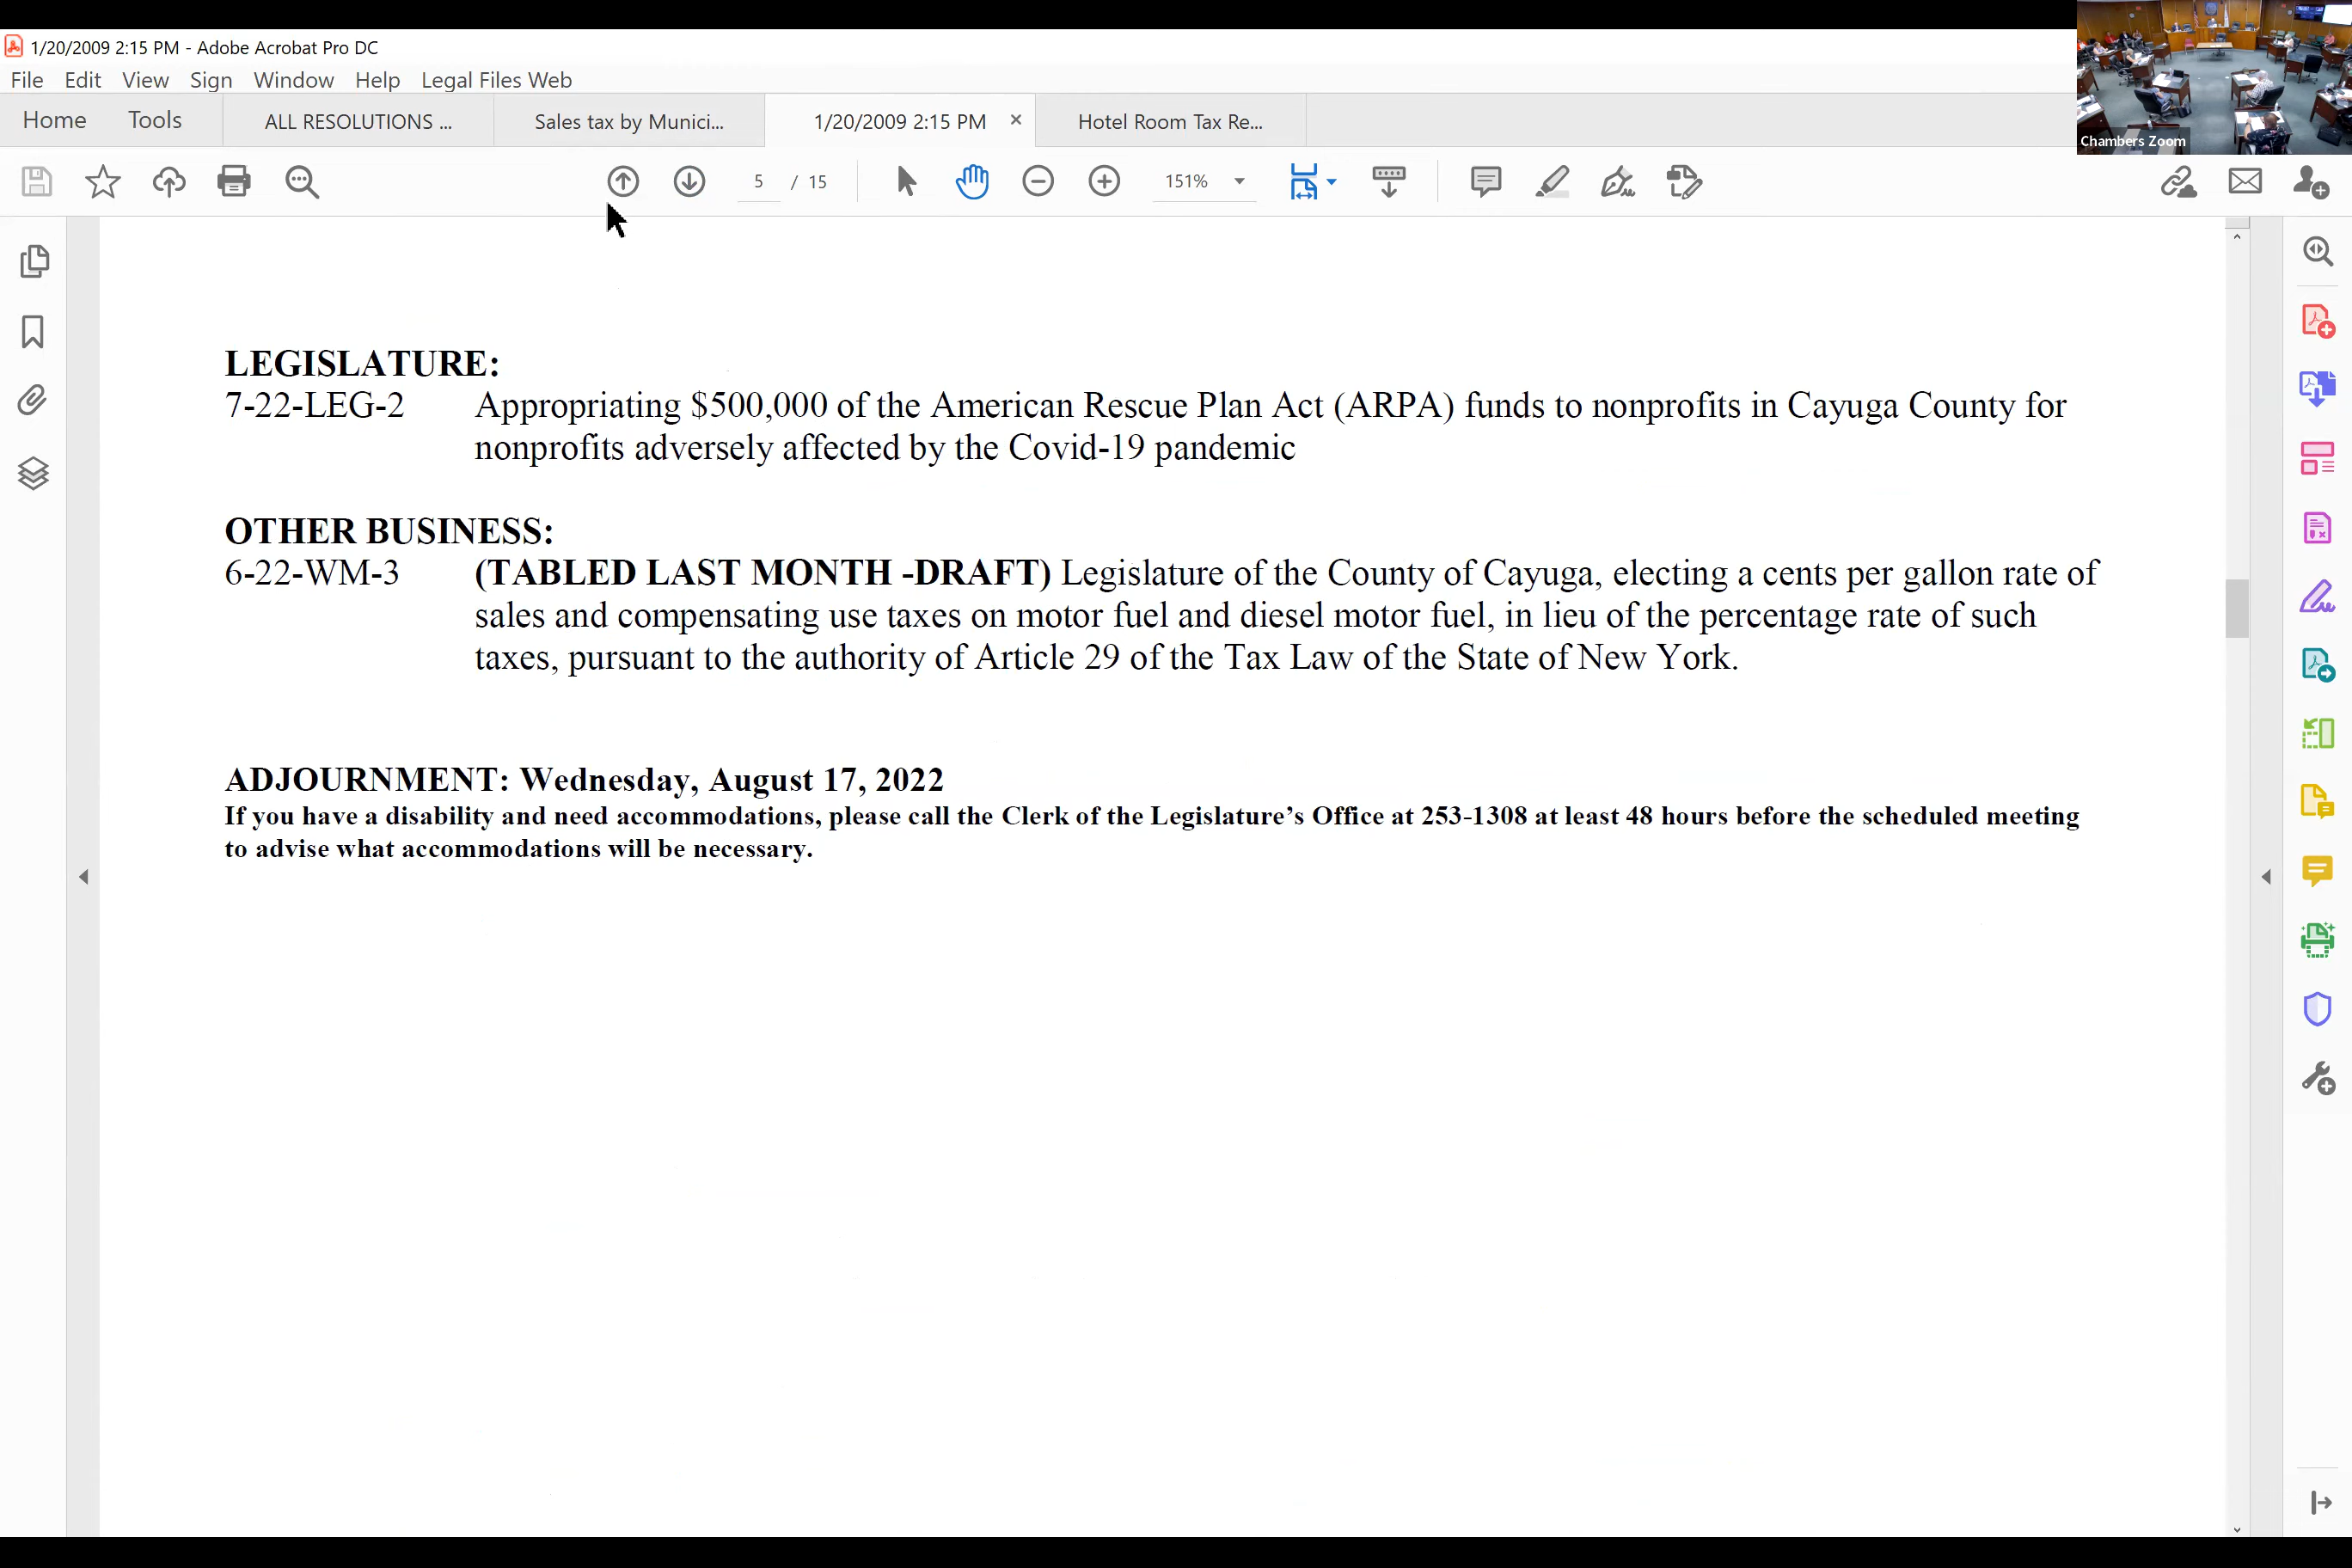 1/20/2009 2:15 PM - Adobe Acrobat Pro DC
File Edit View Sign Window Help Legal Files Web
Home Tools ALL RESOLUTIONS ... Sales tax by Munici... 1/20/2009 2:15 PM × Hotel Room Tax Re...
Chambers Zoom
5 / 15 151%
LEGISLATURE:
7-22-LEG-2 Appropriating $500,000 of the American Rescue Plan Act (ARPA) funds to nonprofits in Cayuga County for
nonprofits adversely affected by the Covid-19 pandemic
OTHER BUSINESS:
6-22-WM-3 (TABLED LAST MONTH -DRAFT) Legislature of the County of Cayuga, electing a cents per gallon rate of
sales and compensating use taxes on motor fuel and diesel motor fuel, in lieu of the percentage rate of such
taxes, pursuant to the authority of Article 29 of the Tax Law of the State of New York.
ADJOURNMENT: Wednesday, August 17, 2022
If you have a disability and need accommodations, please call the Clerk of the Legislature’s Office at 253-1308 at least 48 hours before the scheduled meeting
to advise what accommodations will be necessary.